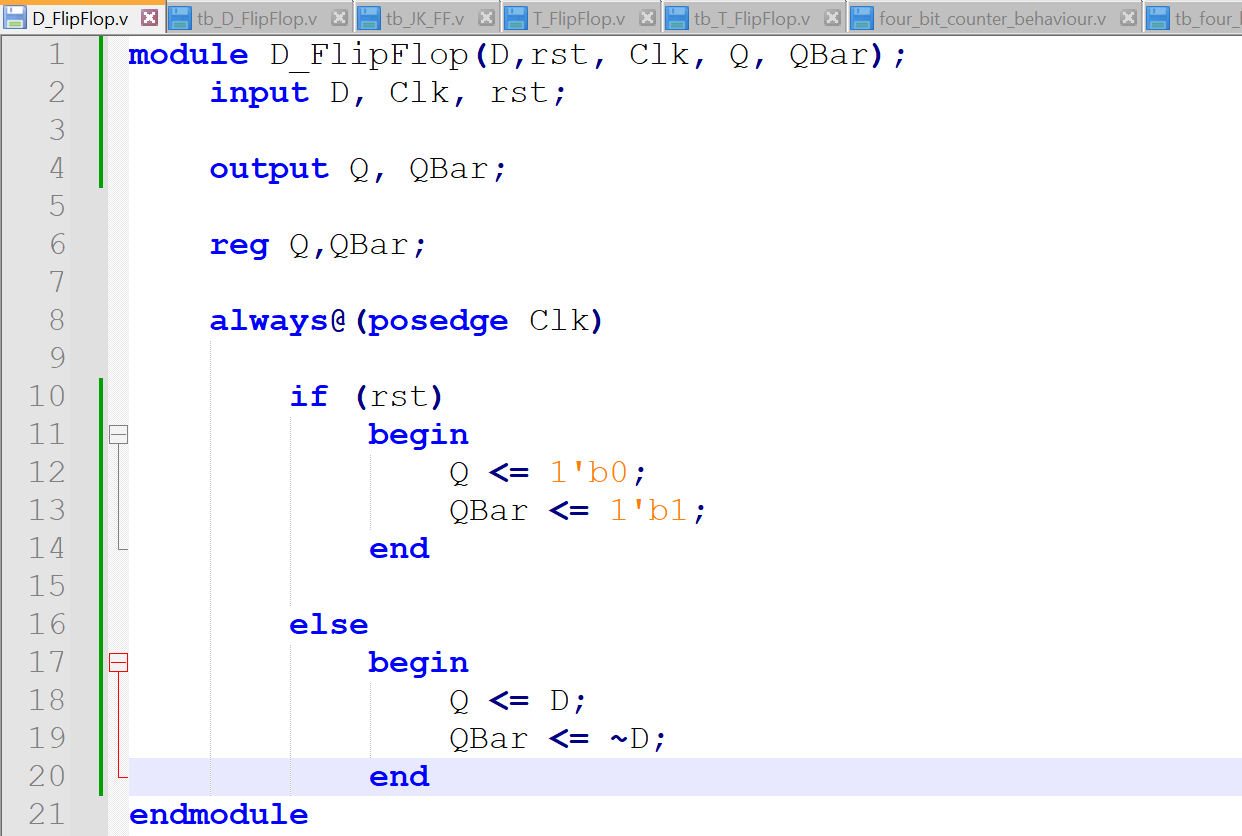 D_FlipFlop.v tb_D_FlipFlop.v tb_JK_FF.v T_FlipFlop.v tb_T_FlipFlop.v four_bit_counter_behaviour.v tb_four_
1 module D_FlipFlop(D,rst, Clk, Q, QBar);
2 input D, Clk, rst;
3
4 output Q, QBar;
5
6 reg Q,QBar;
7
8 always@(posedge Clk)
9
10 if (rst)
11 begin
12 Q <= 1'b0;
13 QBar <= 1'b1;
14 end
15
16 else
17 begin
18 Q <= D;
19 QBar <= ~D;
20 end
21 endmodule